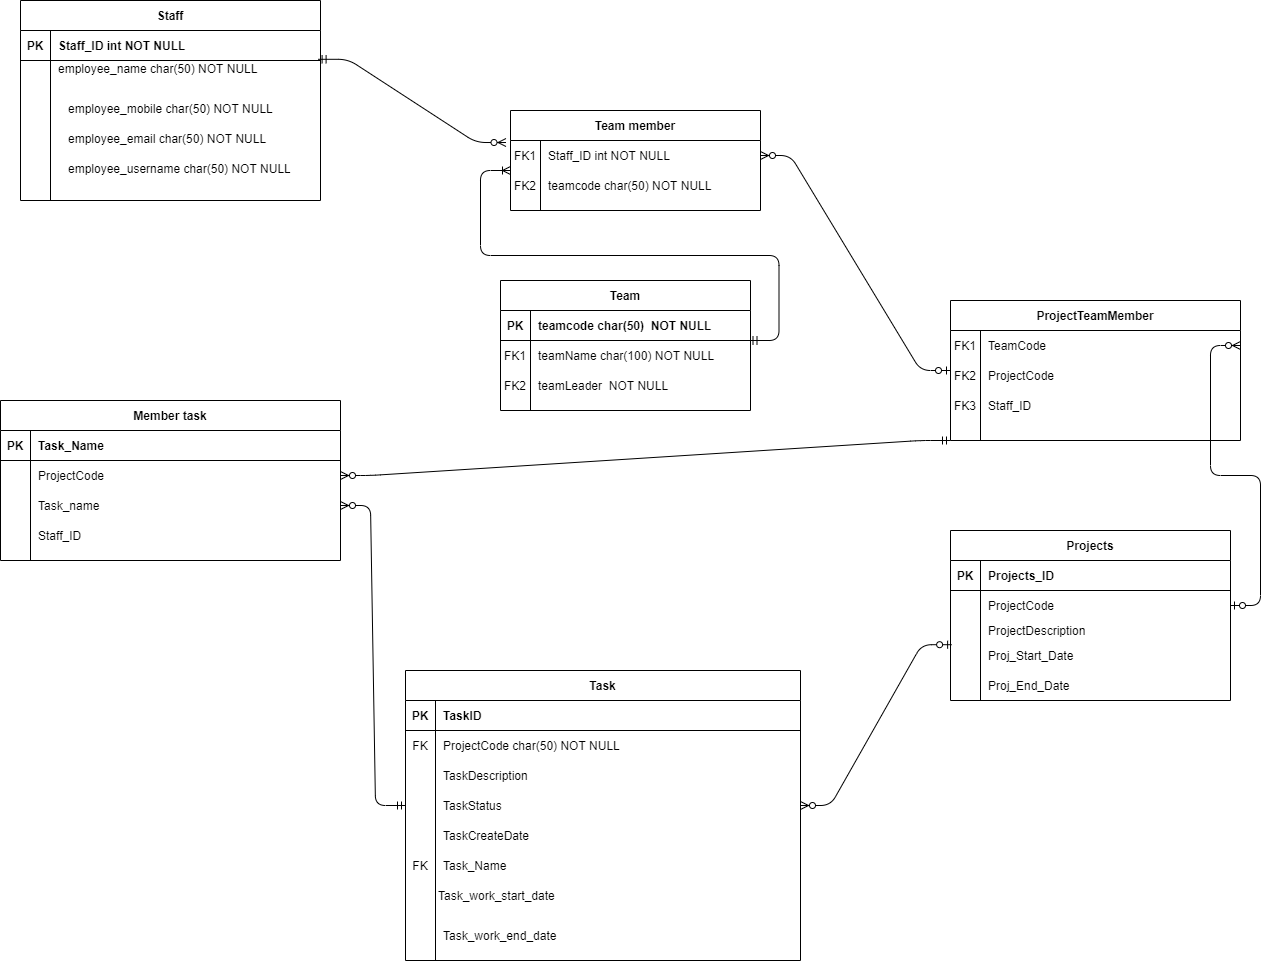 Staff
PK Staff_ID int NOT NULL
employee_name char(50) NOT NULL
employee_mobile char(50) NOT NULL
employee_email char(50) NOT NULL
employee_username char(50) NOT NULL
Team member
FK1 Staff_ID int NOT NULL
FK2 teamcode char(50) NOT NULL
Team
PK teamcode char(50) NOT NULL
FK1 teamName char(100) NOT NULL
FK2 teamLeader NOT NULL
ProjectTeamMember
FK1 TeamCode
FK2 ProjectCode
FK3 Staff_ID
Member task
PK Task_Name
ProjectCode
Task_name
Staff_ID
Projects
PK Projects_ID
ProjectCode
ProjectDescription
Proj_Start_Date
Proj_End_Date
Task
PK TaskID
FK ProjectCode char(50) NOT NULL
TaskDescription
TaskStatus
TaskCreateDate
FK Task_Name
Task_work_start_date
Task_work_end_date